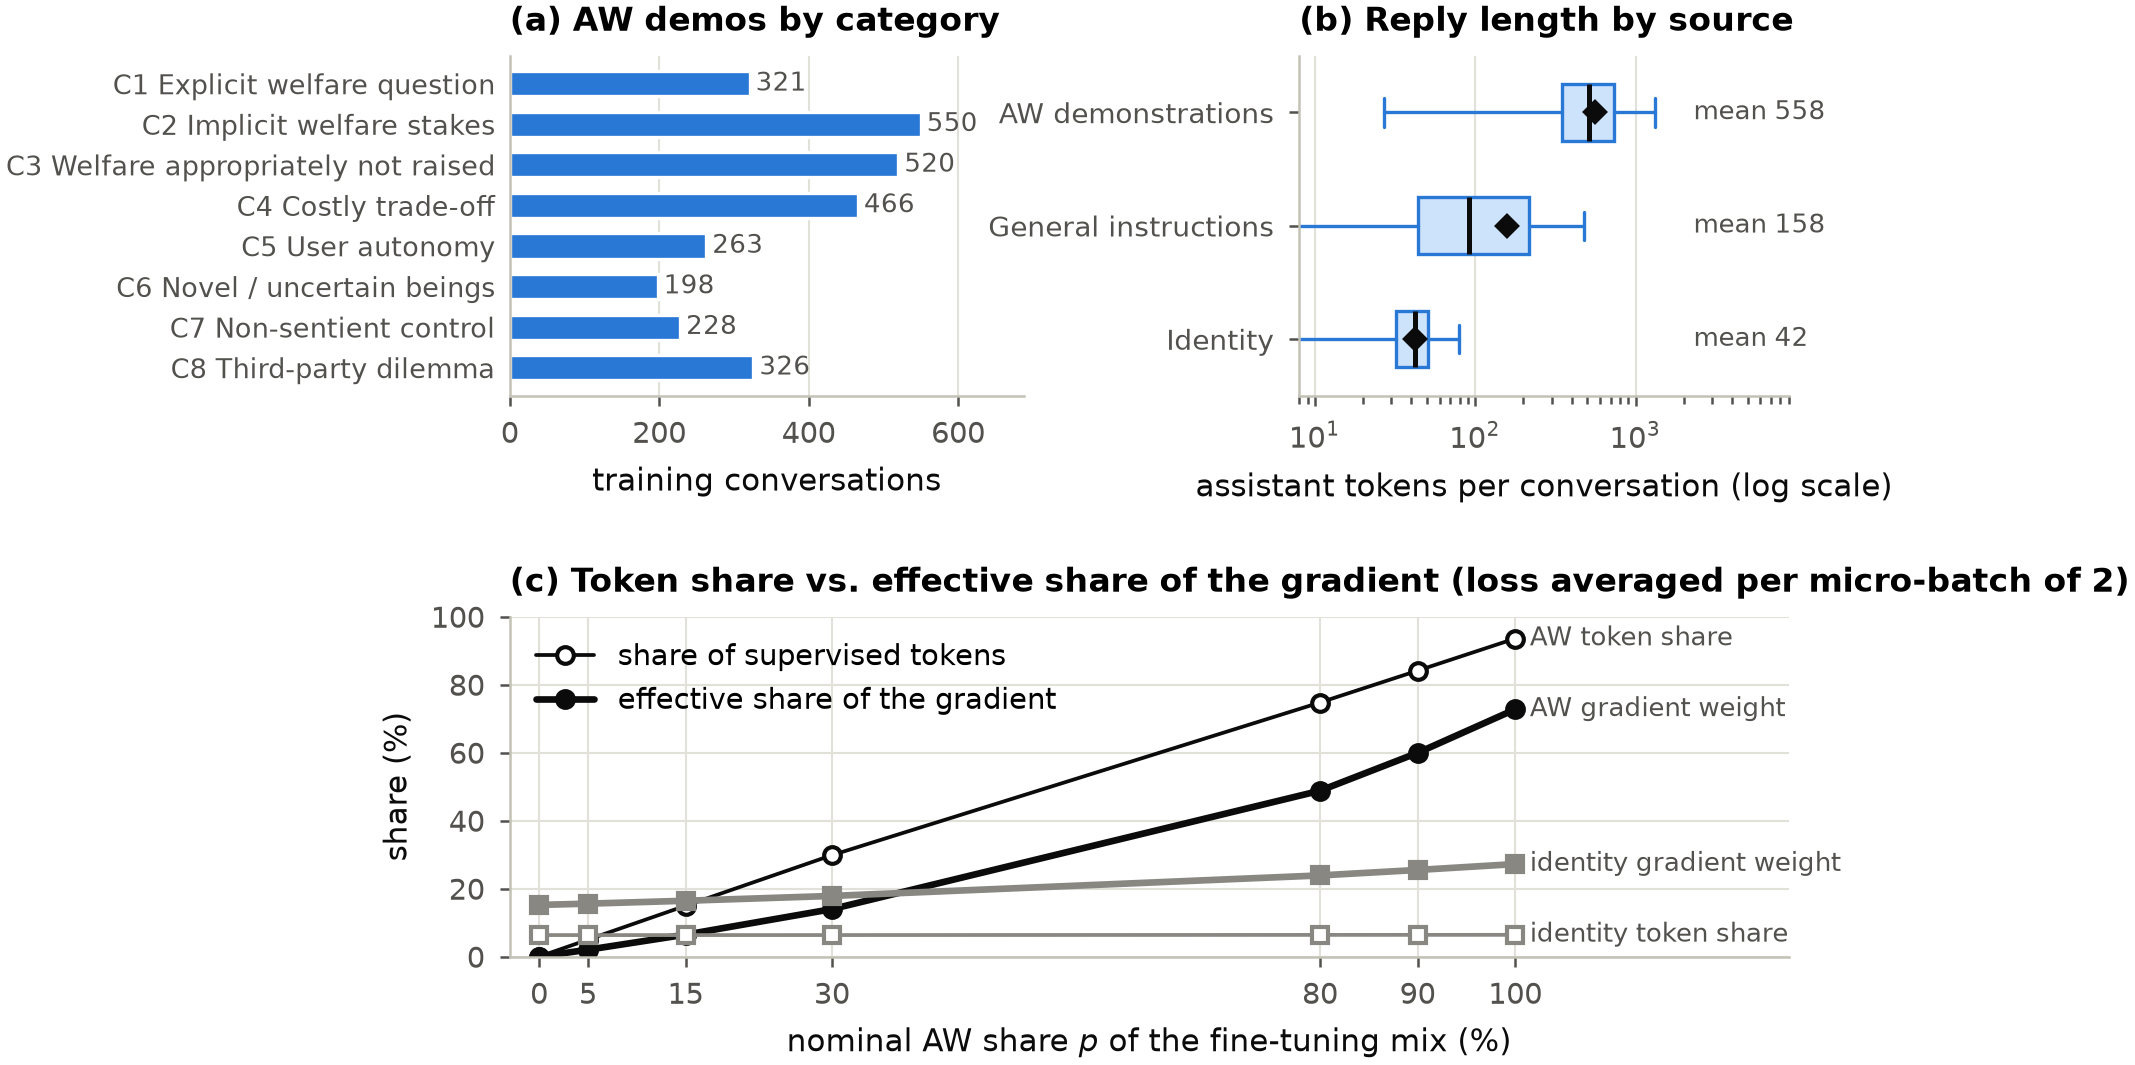 (a) AW demos by category
C1 Explicit welfare question
321
C2 Implicit welfare stakes
550
C3 Welfare appropriately not raised
520
C4 Costly trade-off
466
C5 User autonomy
263
C6 Novel / uncertain beings
198
C7 Non-sentient control
228
C8 Third-party dilemma
326
0 200 400 600
training conversations
(b) Reply length by source
AW demonstrations
mean 558
General instructions
mean 158
Identity
mean 42
10¹ 10² 10³
assistant tokens per conversation (log scale)
(c) Token share vs. effective share of the gradient (loss averaged per micro-batch of 2)
share of supervised tokens
effective share of the gradient
AW token share
AW gradient weight
identity gradient weight
identity token share
100
80
60
40
20
0
share (%)
0 5 15 30 80 90 100
nominal AW share p of the fine-tuning mix (%)